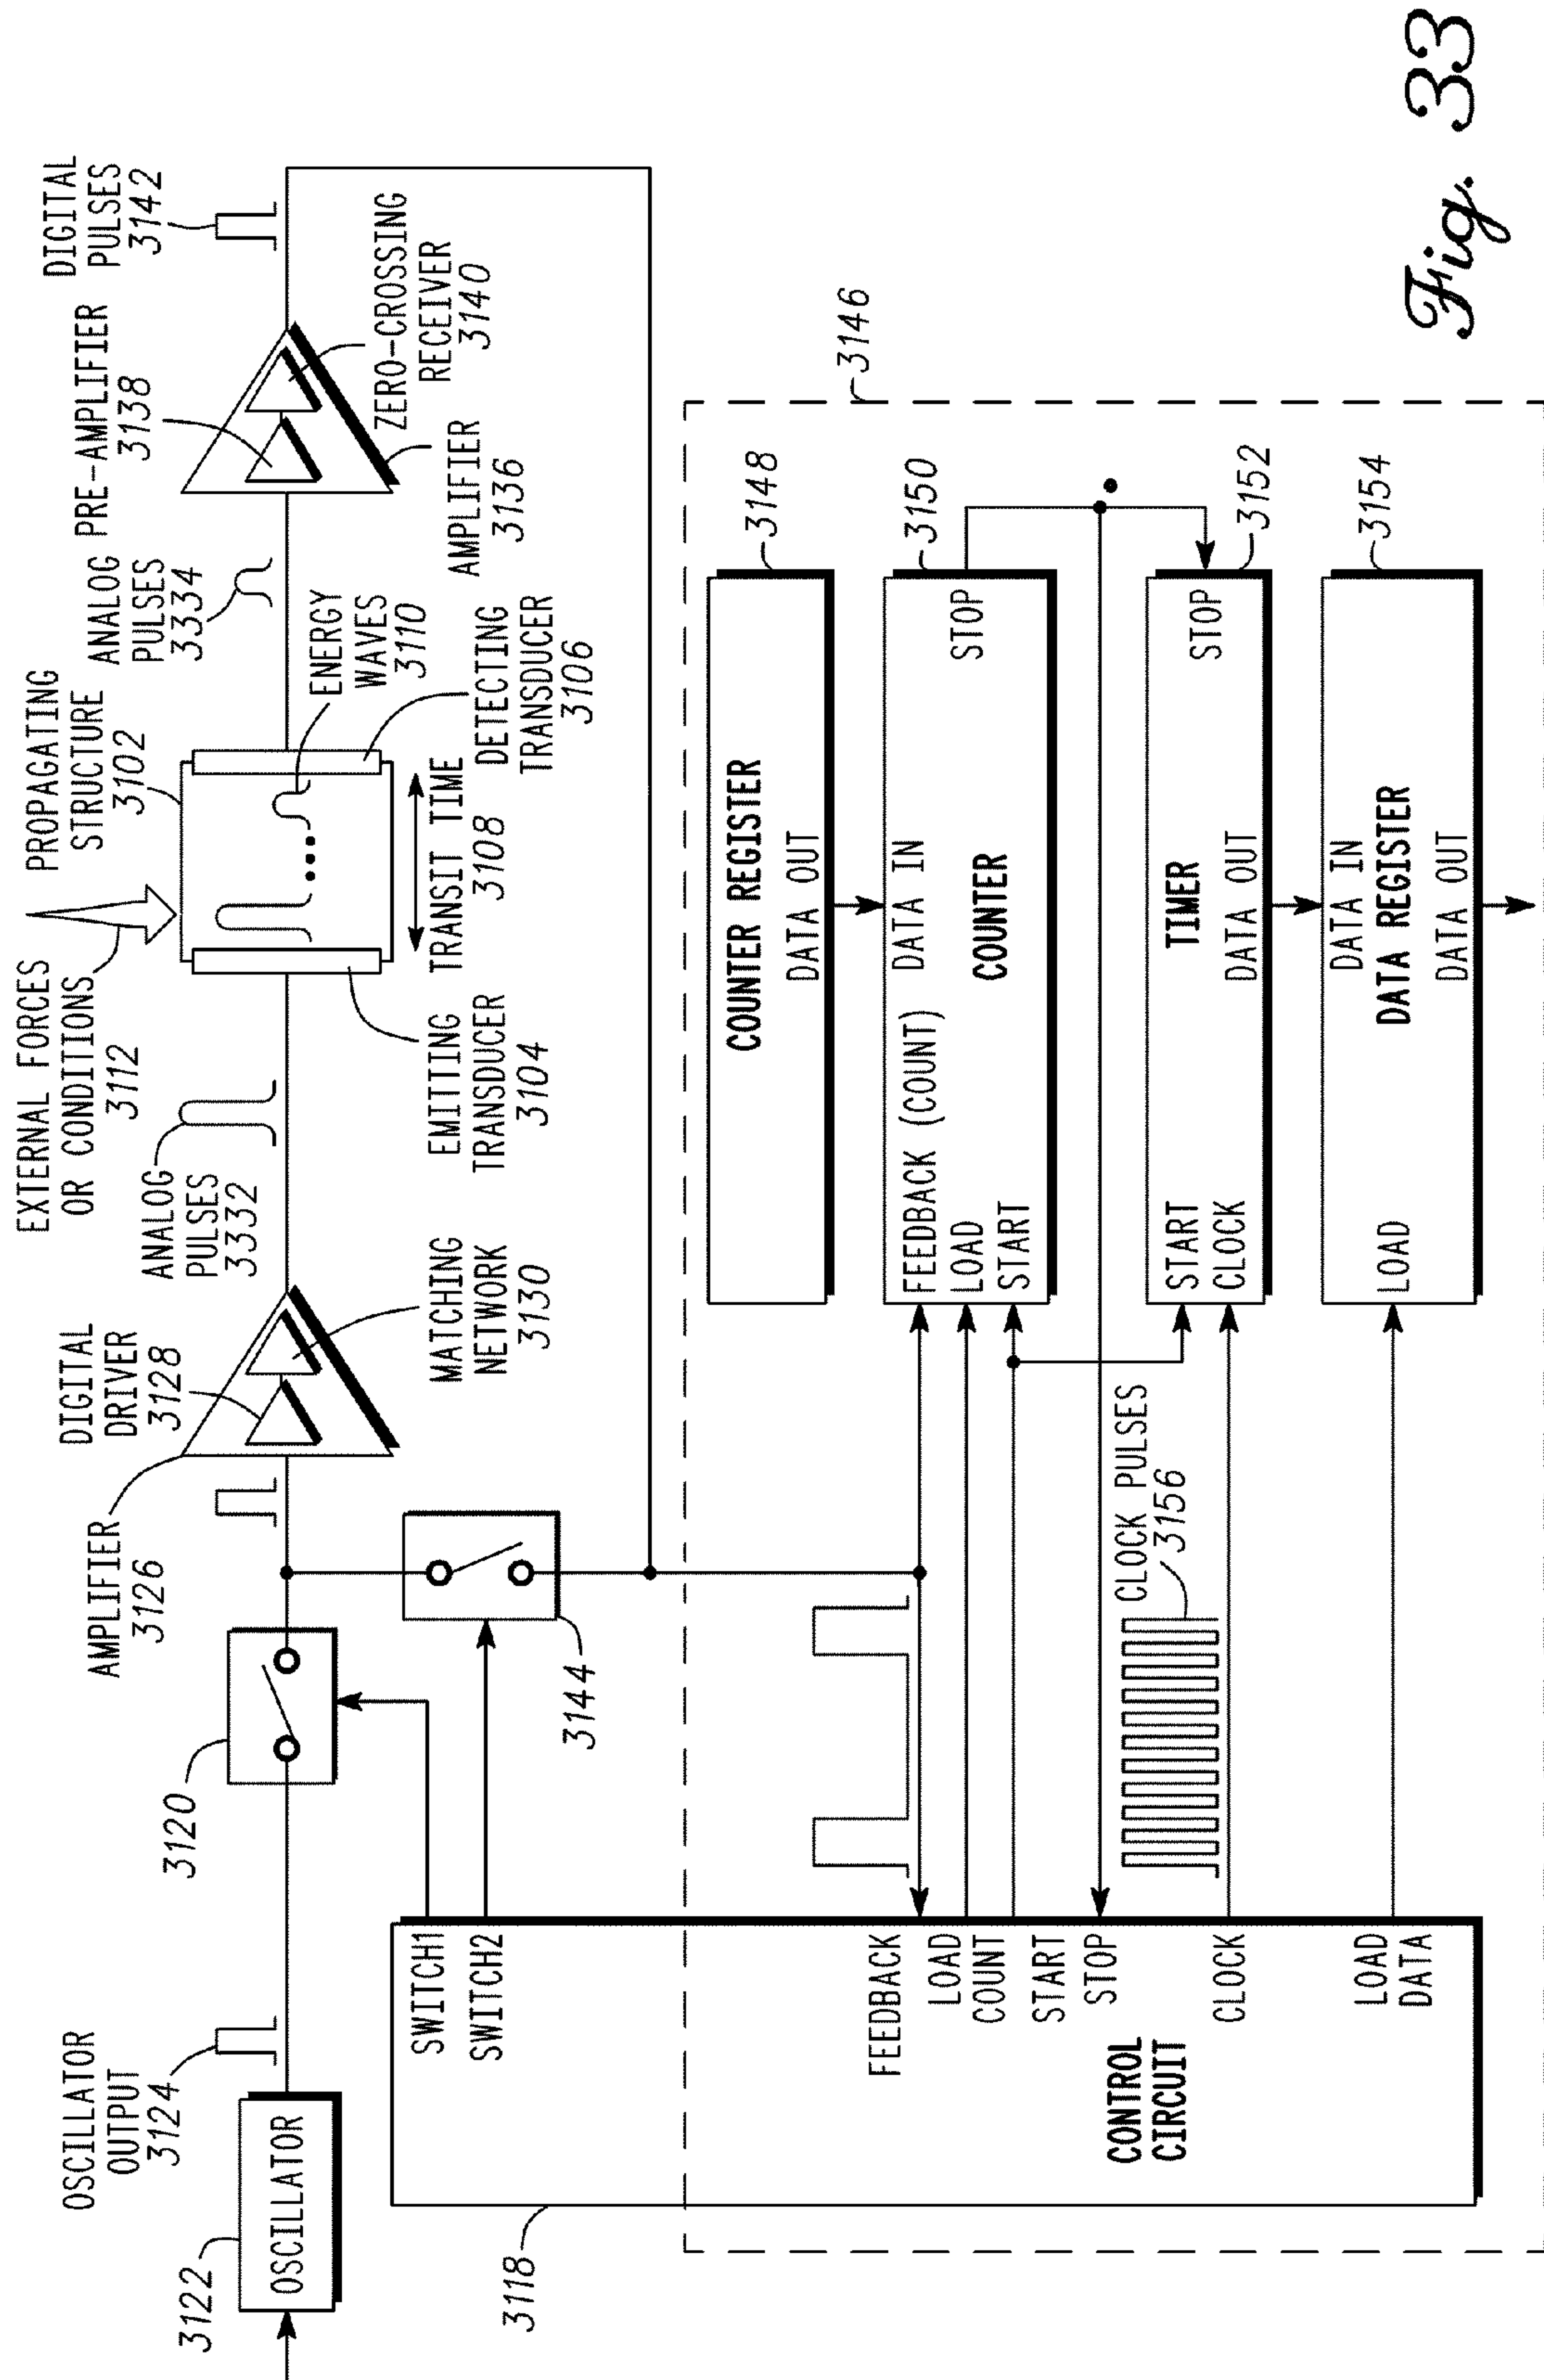 OSCILLATOR
OUTPUT
3124
3122
OSCILLATOR
3120
AMPLIFIER
3126
DIGITAL
DRIVER
3128
MATCHING
NETWORK
3130
ANALOG
PULSES
3332
EXTERNAL FORCES
OR CONDITIONS
3112
EMITTING
TRANSDUCER
3104
PROPAGATING
STRUCTURE
3102
TRANSIT TIME
3108
ENERGY
WAVES
3110
DETECTING
TRANSDUCER
3106
ANALOG
PULSES
3334
PRE-AMPLIFIER
3138
AMPLIFIER
3136
ZERO-CROSSING
RECEIVER
3140
DIGITAL
PULSES
3142
3144
3118
SWITCH1
SWITCH2
FEEDBACK
LOAD
COUNT
START
STOP
CLOCK
LOAD
DATA
CONTROL
CIRCUIT
CLOCK PULSES
3156
3146
COUNTER REGISTER
DATA OUT
3148
FEEDBACK (COUNT)
LOAD
START
DATA IN
COUNTER
STOP
3150
START
CLOCK
TIMER
DATA OUT
STOP
3152
LOAD
DATA IN
DATA REGISTER
DATA OUT
3154
Fig. 33